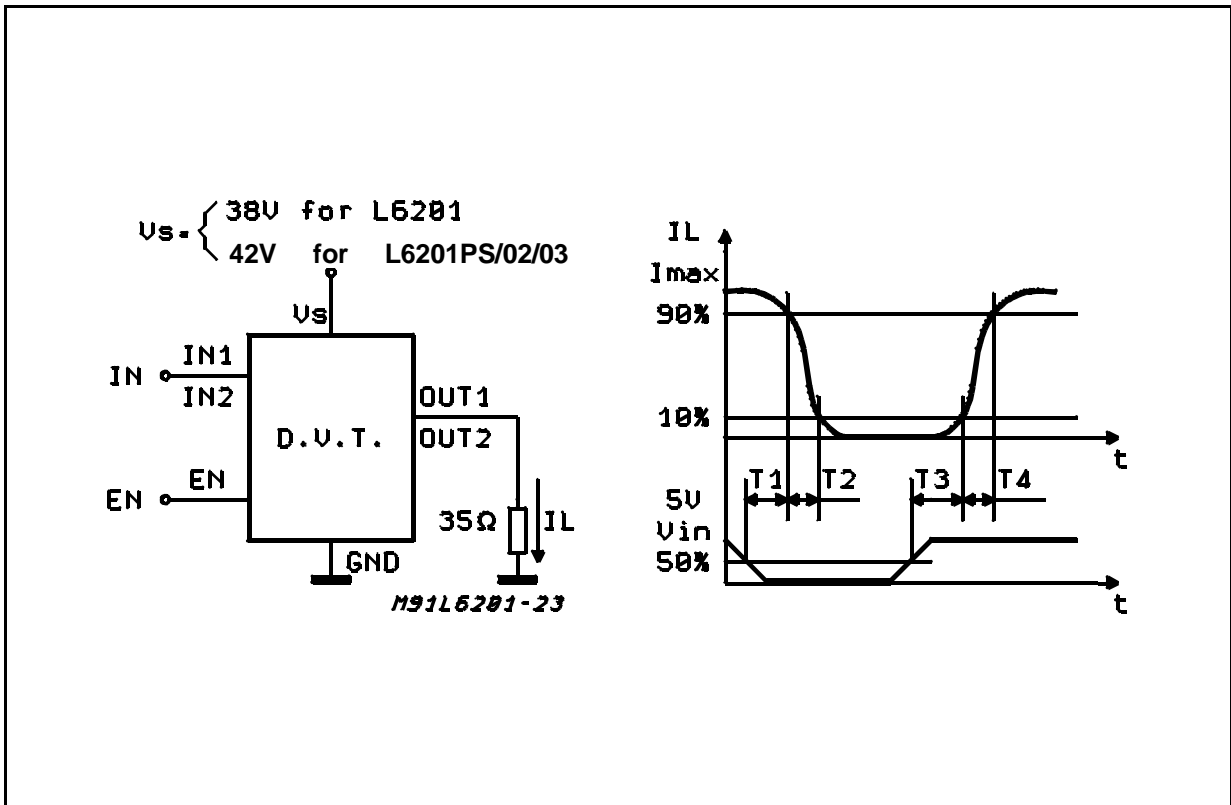 Vs = { 38V for L6201
42V for L6201PS/02/03
Vs
IN
IN1
IN2
EN
EN
D.V.T.
OUT1
OUT2
GND
35Ω
IL
M91L6201-23
IL
Imax
90%
10%
t
T1
T2
T3
T4
5V
Vin
50%
t